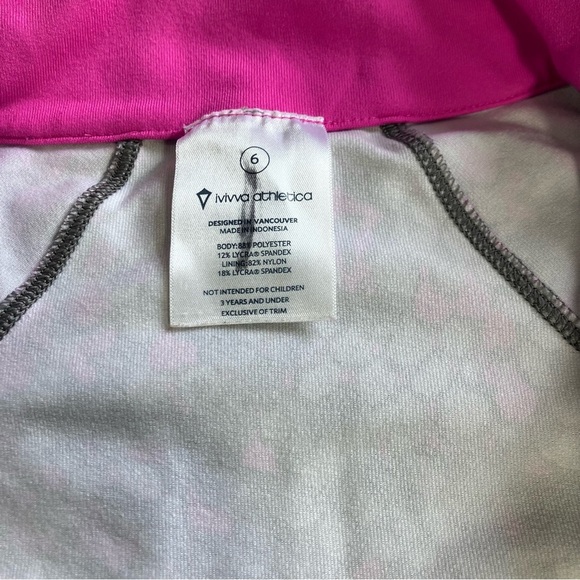 6
ivivva athletica
DESIGNED IN VANCOUVER
MADE IN INDONESIA
BODY: 88% POLYESTER
12% LYCRA® SPANDEX
LINING: 82% NYLON
18% LYCRA® SPANDEX
NOT INTENDED FOR CHILDREN
3 YEARS AND UNDER
EXCLUSIVE OF TRIM